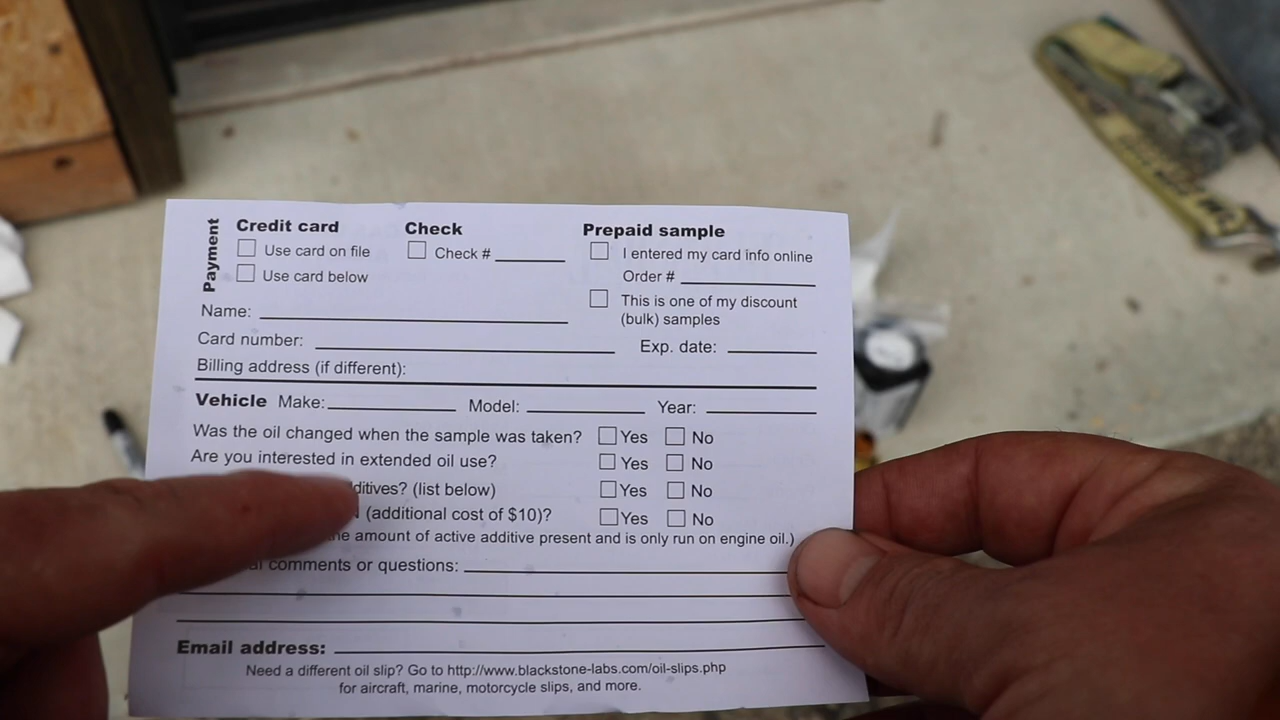 Payment
Credit card
Use card on file
Use card below
Check
Check #
Prepaid sample
I entered my card info online
Order #
This is one of my discount
(bulk) samples
Name:
Card number: Exp. date:
Billing address (if different):
Vehicle Make: Model: Year:
Was the oil changed when the sample was taken? Yes No
Are you interested in extended oil use? Yes No
(list below) Yes No
(additional cost of $10)? Yes No
amount of active additive present and is only run on engine oil.)
comments or questions:
Email address:
Need a different oil slip? Go to http://www.blackstone-labs.com/oil-slips.php
for aircraft, marine, motorcycle slips, and more.